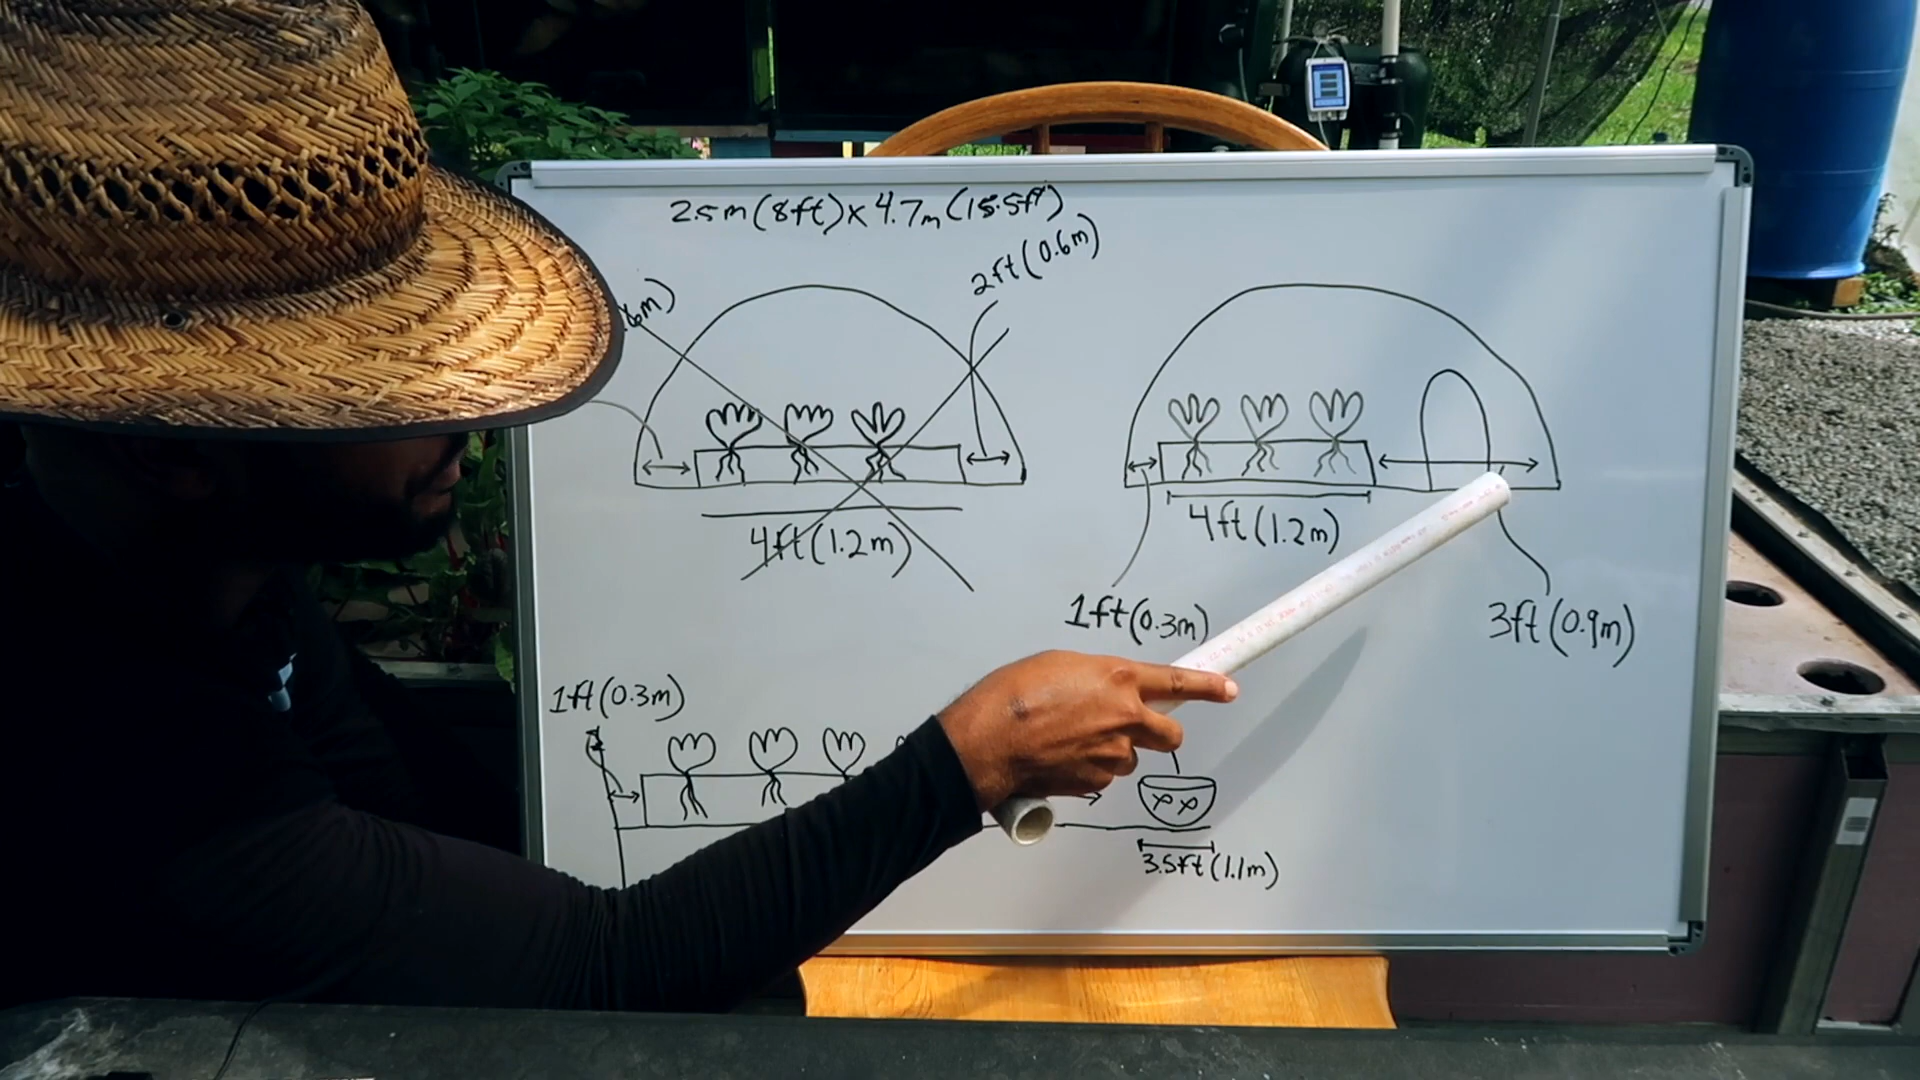 2.5m (8ft) x 4.7m (15.5ft)
2ft (0.6m)
6m)
4ft (1.2m)
4ft (1.2m)
1ft (0.3m)
3ft (0.9m)
1ft (0.3m)
3.5ft (1.1m)